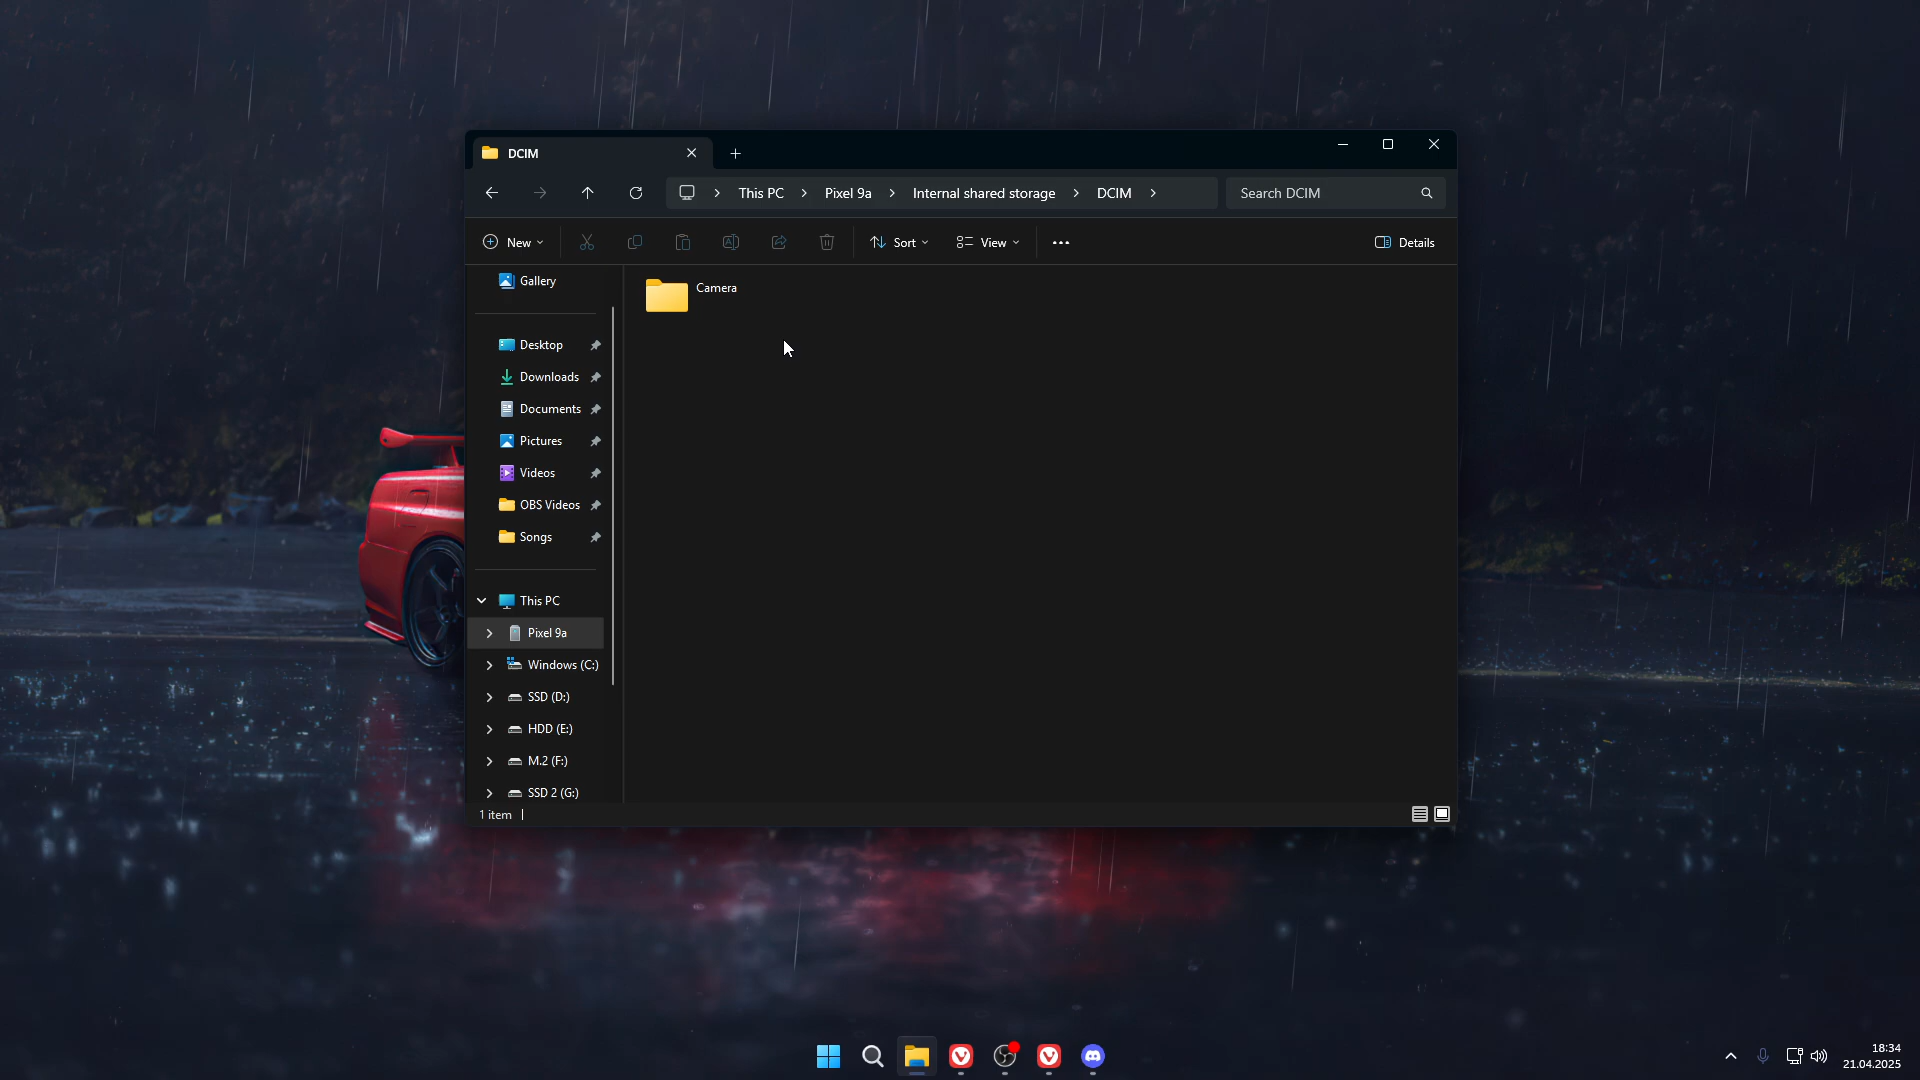 DCIM
This PC
Pixel 9a
Internal shared storage
DCIM
Search DCIM
New
Sort
View
Details
Gallery
Desktop
Downloads
Documents
Pictures
Videos
OBS Videos
Songs
This PC
Pixel 9a
Windows (C:)
SSD (D:)
HDD (E:)
M.2 (F:)
SSD 2 (G:)
Camera
1 item
18:34
21.04.2025